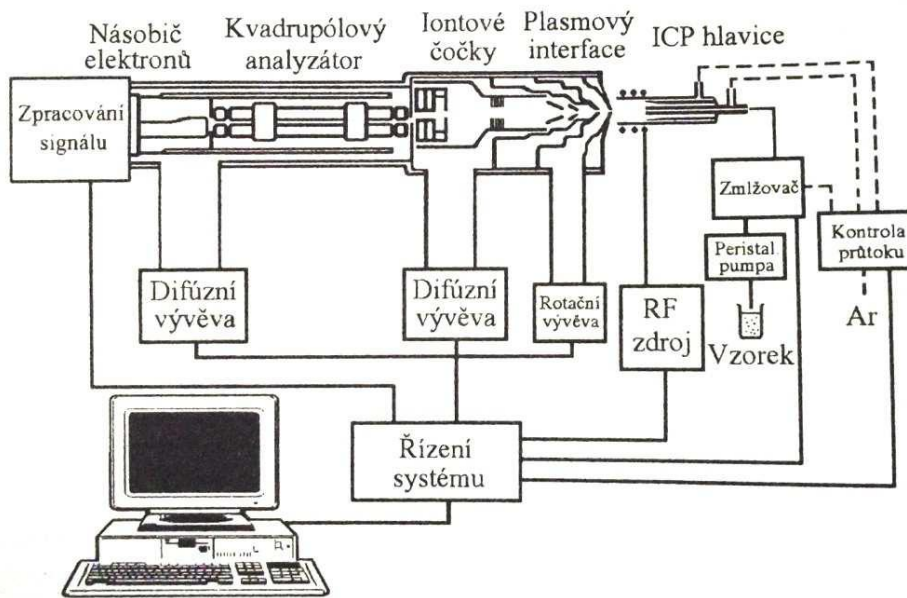 Násobič
elektronů
Kvadrupólový
analyzátor
Iontové
čočky
Plasmový
interface
ICP hlavice
Zpracování
signálu
Zmlžovač
Peristal
pumpa
Kontrola
průtoku
Difúzní
vývěva
Difúzní
vývěva
Rotační
vývěva
RF
zdroj
Vzorek
Ar
Řízení
systému